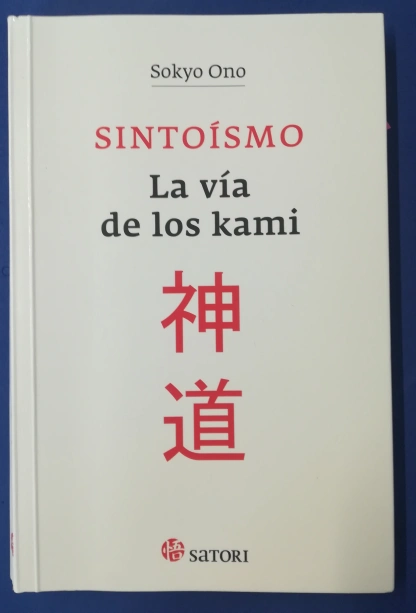 Sokyo Ono
SINTOÍSMO
La vía
de los kami
神
道
悟 SATORI